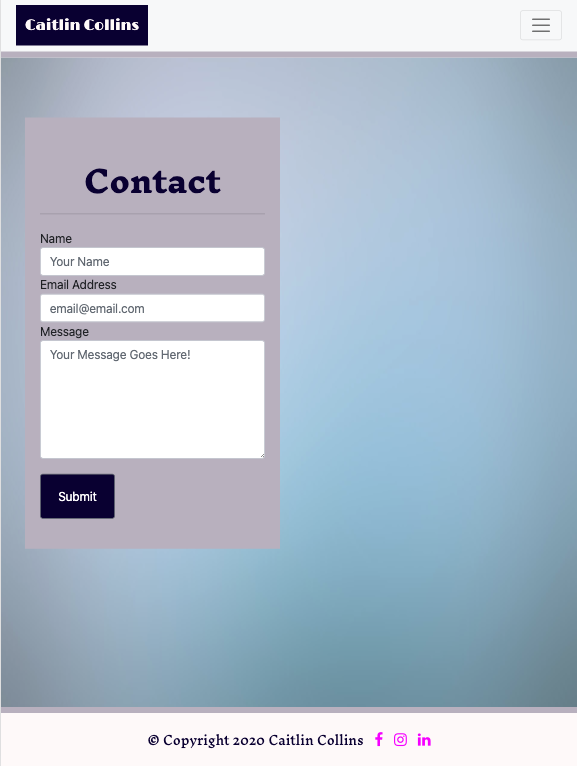 Caitlin Collins
Contact
Name
Your Name
Email Address
email@email.com
Message
Your Message Goes Here!
Submit
© Copyright 2020 Caitlin Collins